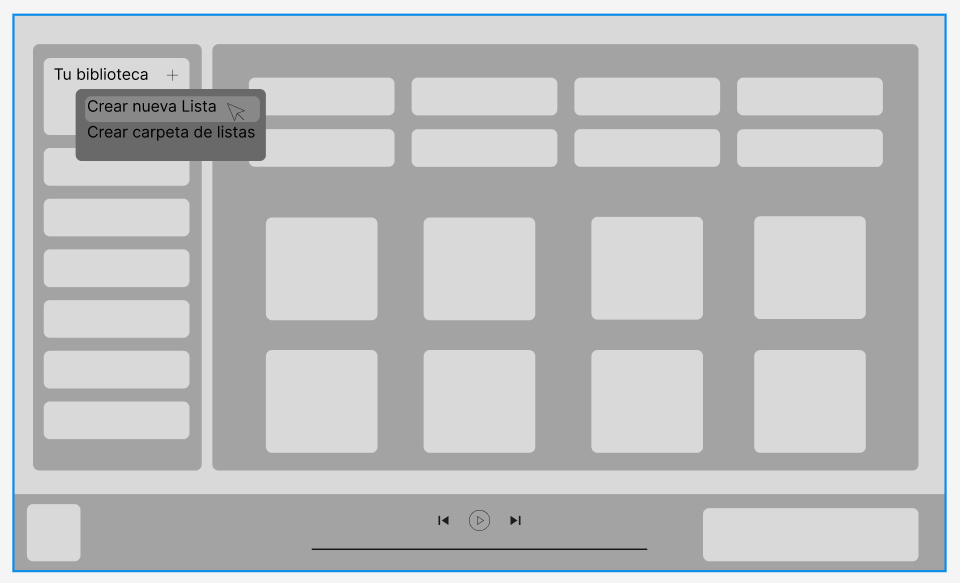 Tu biblioteca
Crear nueva Lista
Crear carpeta de listas